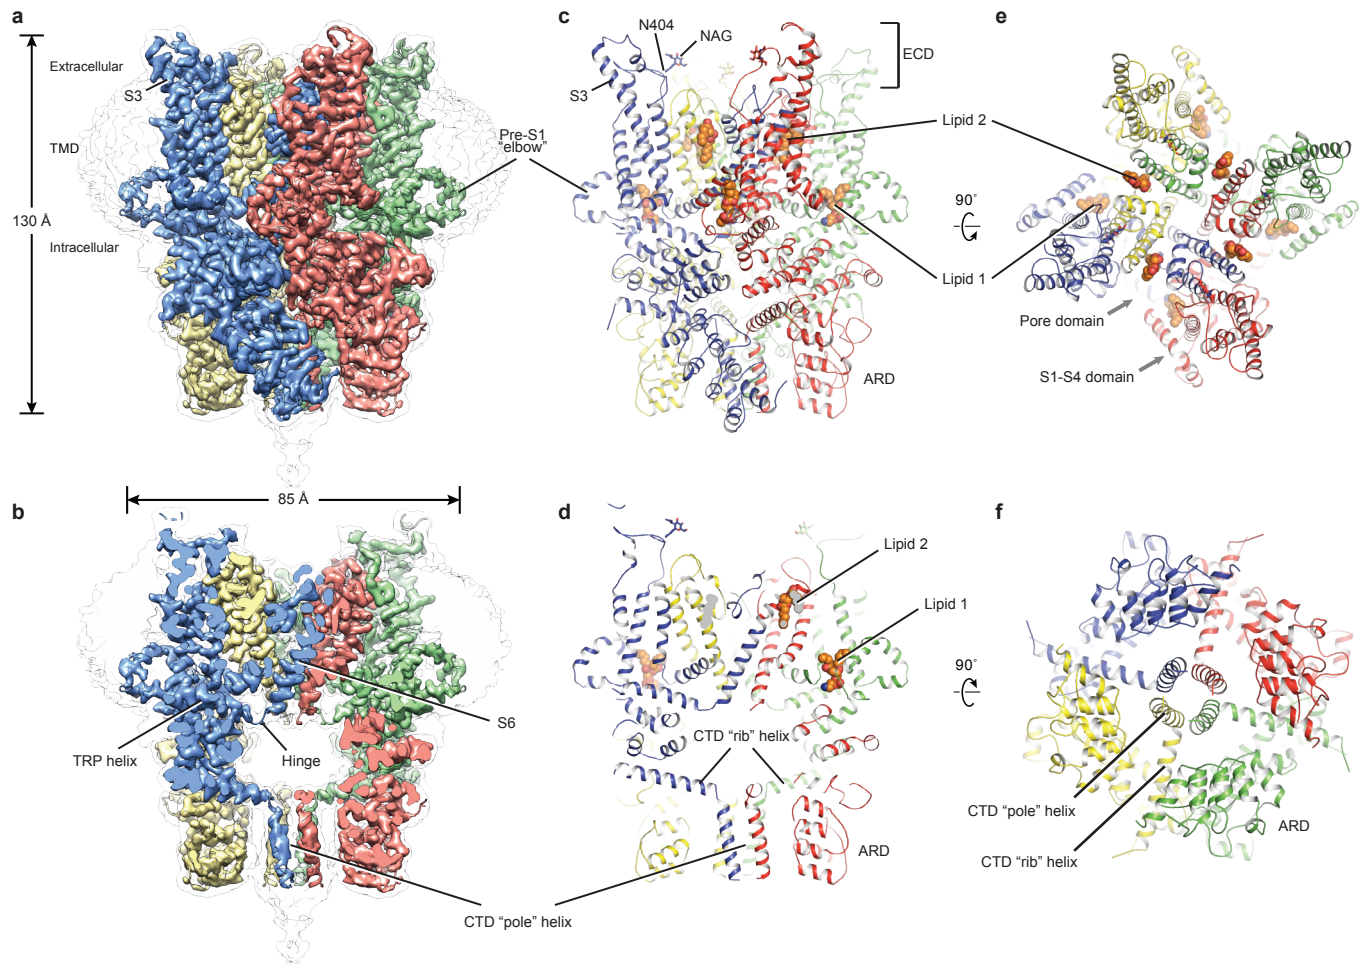 a
Extracellular
S3
TMD
130 Å
Intracellular
Pre-S1
"elbow"
c
N404
NAG
ECD
S3
ARD
e
Lipid 2
90°
Lipid 1
Pore domain
S1-S4 domain
85 Å
b
TRP helix
Hinge
S6
CTD “pole” helix
d
Lipid 2
Lipid 1
CTD “rib” helix
ARD
90°
f
CTD “pole” helix
CTD “rib” helix
ARD